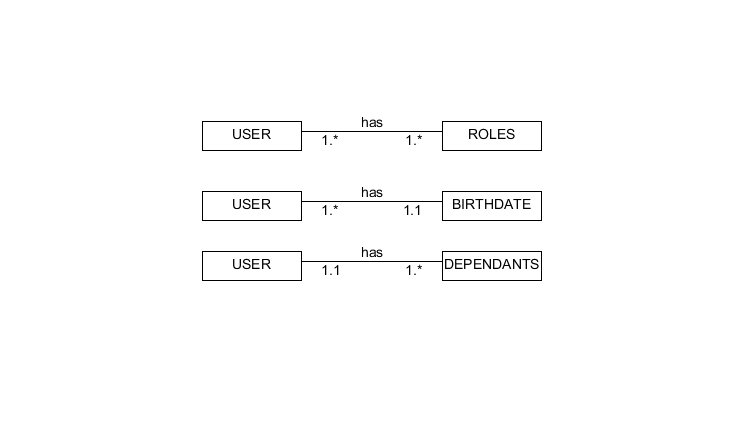 has
USER ROLES
1.* 1.*
has
USER BIRTHDATE
1.* 1.1
has
USER DEPENDANTS
1.1 1.*